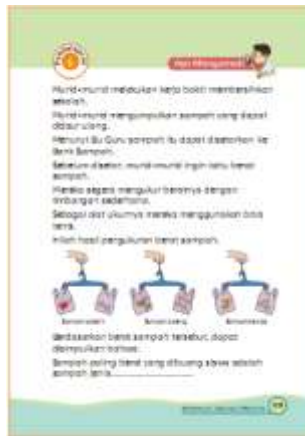 Pembelajaran
6
Ayo Mengamati
Murid-murid melakukan kerja bakti membersihkan
sekolah.
Murid-murid mengumpulkan sampah yang dapat
didaur ulang.
Menurut Bu Guru sampah itu dapat disetorkan ke
Bank Sampah.
Sebelum disetor, murid-murid ingin tahu berat
sampah.
Mereka segera mengukur beratnya dengan
timbangan sederhana.
Sebagai alat ukurnya mereka menggunakan bola
Inilah hasil pengukuran berat sampah.
Berdasarkan berat sampah tersebut, dapat
disimpulkan bahwa:
Sampah paling berat yang dibuang siswa adalah
sampah jenis